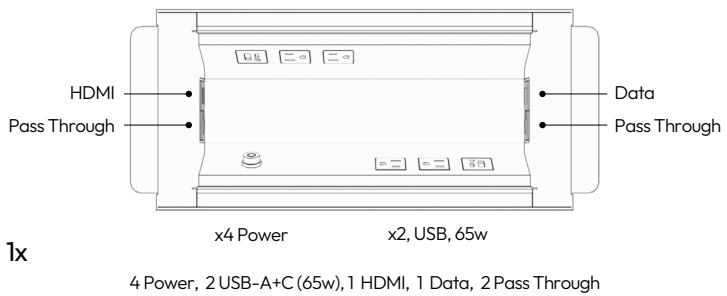 HDMI
Data
Pass Through
Pass Through
x4 Power
x2, USB, 65w
1x
4 Power, 2 USB-A+C (65w), 1 HDMI, 1 Data, 2 Pass Through